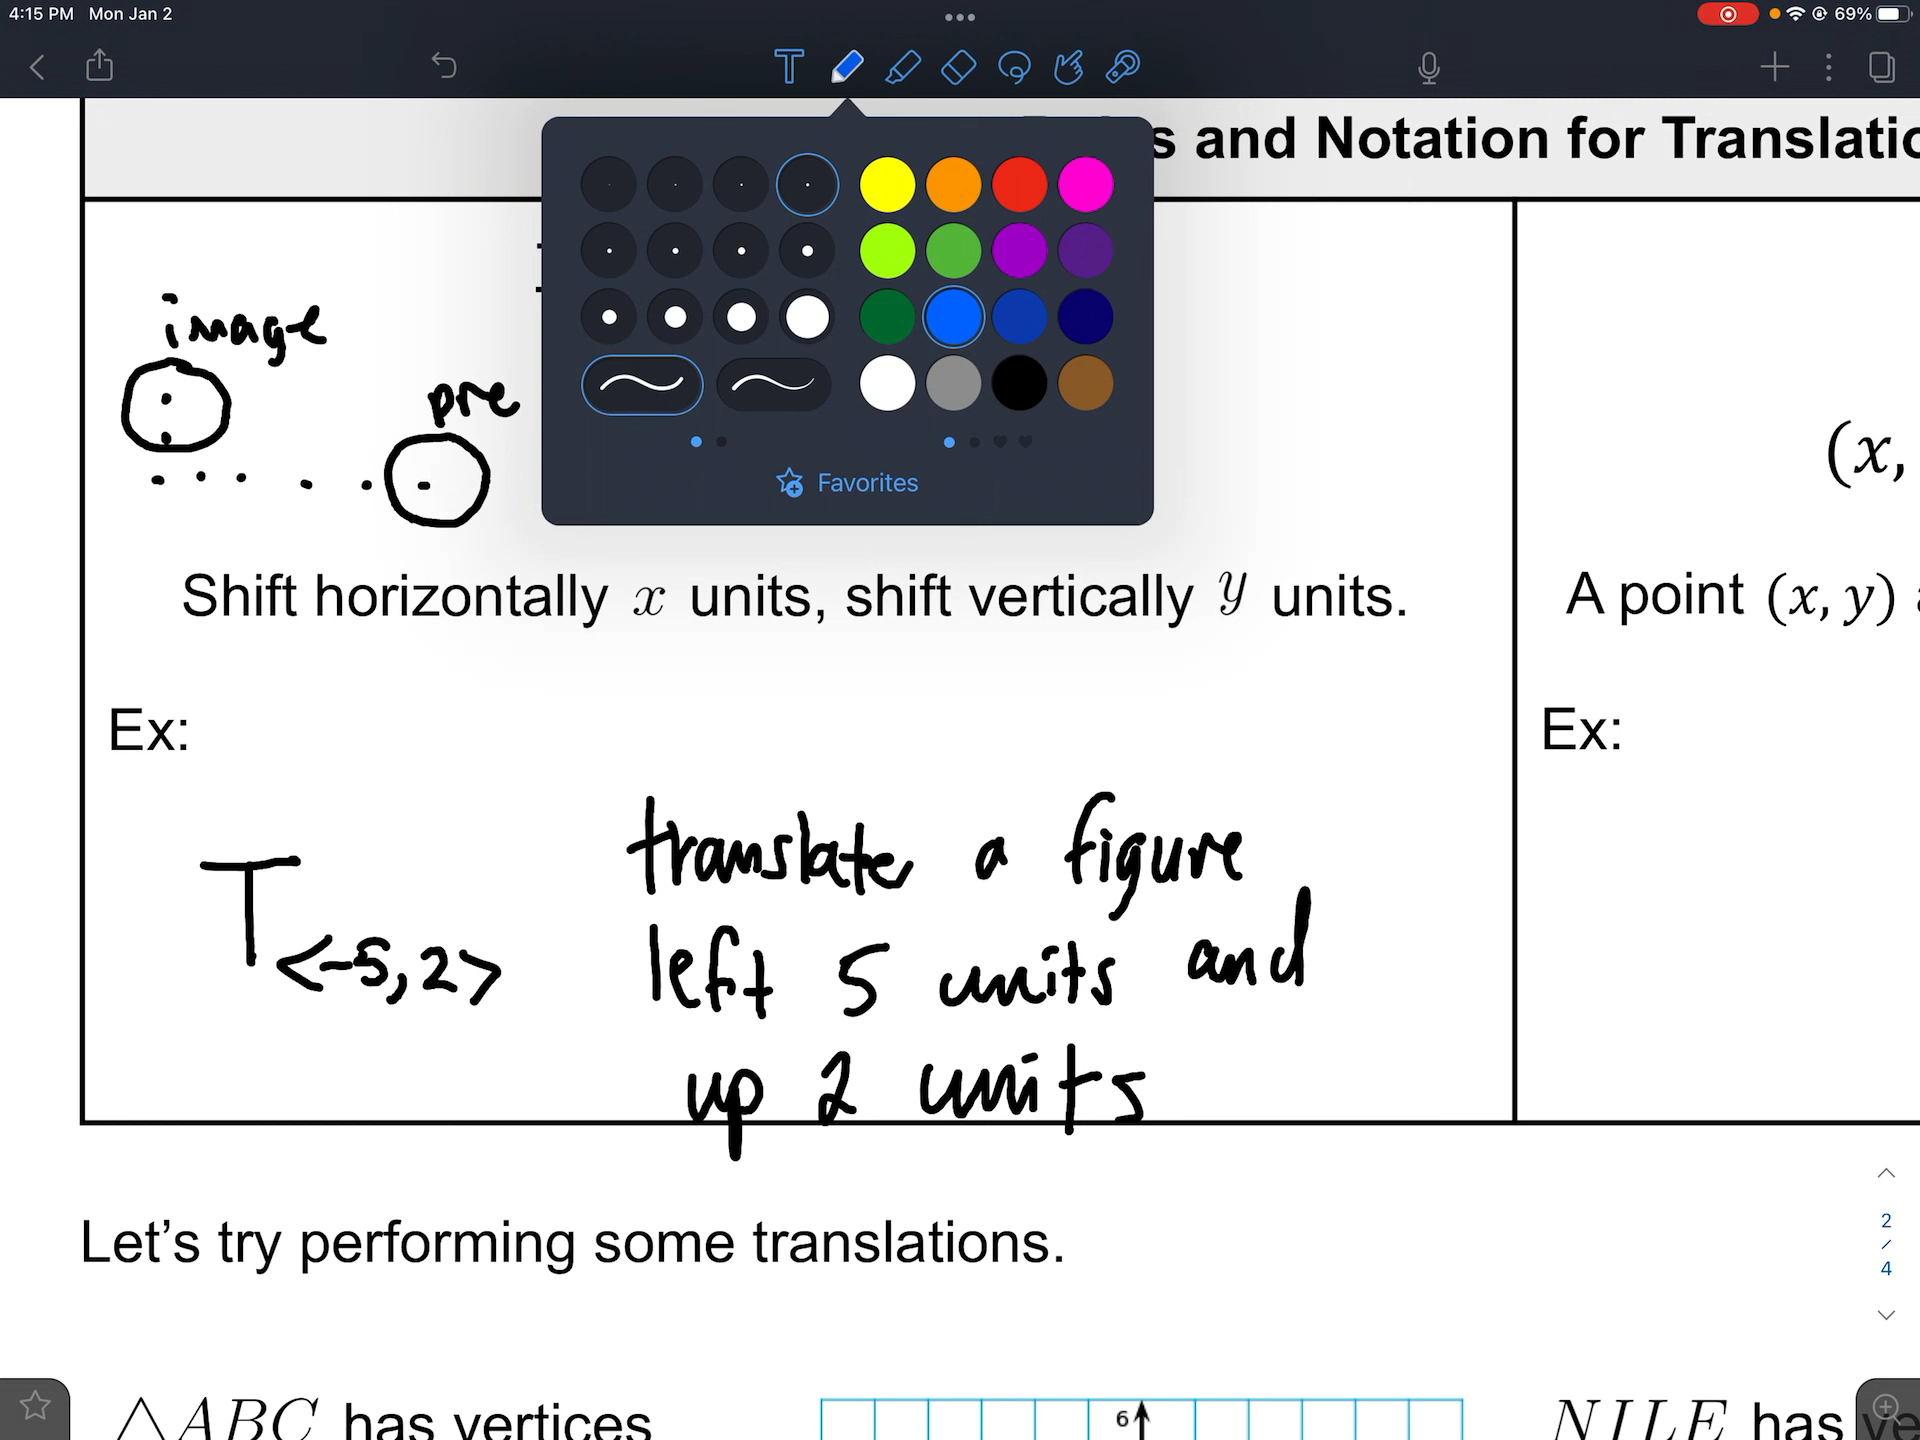 4:15 PM Mon Jan 2
69%
s and Notation for Translatio
image
pre
Favorites
(x,
Shift horizontally x units, shift vertically y units.
A point (x, y)
Ex:
Ex:
T<-5,2>
translate a figure
left 5 units and
up 2 units
2
/
4
Let's try performing some translations.
△ABC has vertices
6
NILE has ve